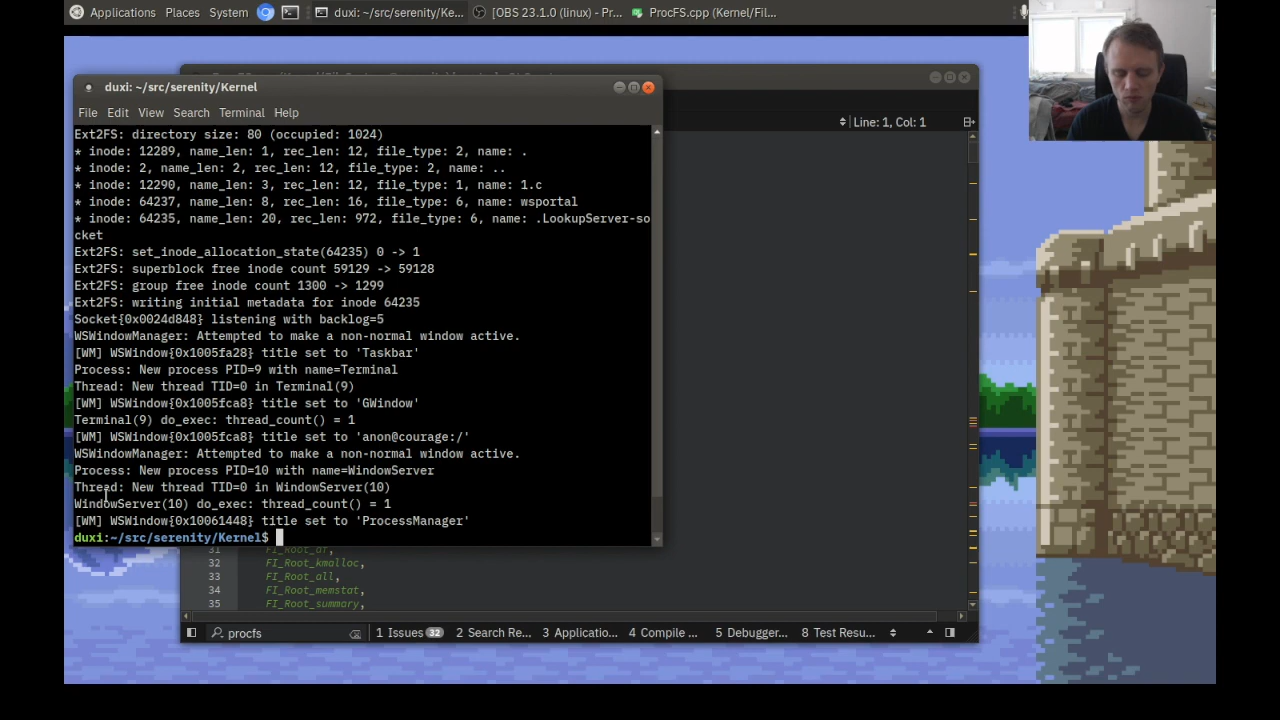 Applications Places System duxi: ~/src/serenity/Ke... [OBS 23.1.0 (linux) - Pr... ProcFS.cpp (Kernel/Fil...
duxi: ~/src/serenity/Kernel
File Edit View Search Terminal Help
Line: 1, Col: 1
Ext2FS: directory size: 80 (occupied: 1024)
* inode: 12289, name_len: 1, rec_len: 12, file_type: 2, name: .
* inode: 2, name_len: 2, rec_len: 12, file_type: 2, name: ..
* inode: 12290, name_len: 3, rec_len: 12, file_type: 1, name: 1.c
* inode: 64237, name_len: 8, rec_len: 16, file_type: 6, name: wsportal
* inode: 64235, name_len: 20, rec_len: 972, file_type: 6, name: .LookupServer-so
cket
Ext2FS: set_inode_allocation_state(64235) 0 -> 1
Ext2FS: superblock free inode count 59129 -> 59128
Ext2FS: group free inode count 1300 -> 1299
Ext2FS: writing initial metadata for inode 64235
Socket{0x0024d848} listening with backlog=5
WSWindowManager: Attempted to make a non-normal window active.
[WM] WSWindow{0x1005fa28} title set to 'Taskbar'
Process: New process PID=9 with name=Terminal
Thread: New thread TID=0 in Terminal(9)
[WM] WSWindow{0x1005fca8} title set to 'GWindow'
Terminal(9) do_exec: thread_count() = 1
[WM] WSWindow{0x1005fca8} title set to 'anon@courage:/'
WSWindowManager: Attempted to make a non-normal window active.
Process: New process PID=10 with name=WindowServer
Thread: New thread TID=0 in WindowServer(10)
WindowServer(10) do_exec: thread_count() = 1
[WM] WSWindow{0x10061448} title set to 'ProcessManager'
duxi:~/src/serenity/Kernel$
31 FI_Root_df,
32 FI_Root_kmalloc,
33 FI_Root_all,
34 FI_Root_memstat,
35 FI_Root_summary,
procfs 1 Issues 32 2 Search Re... 3 Applicatio... 4 Compile ... 5 Debugger... 8 Test Resu...